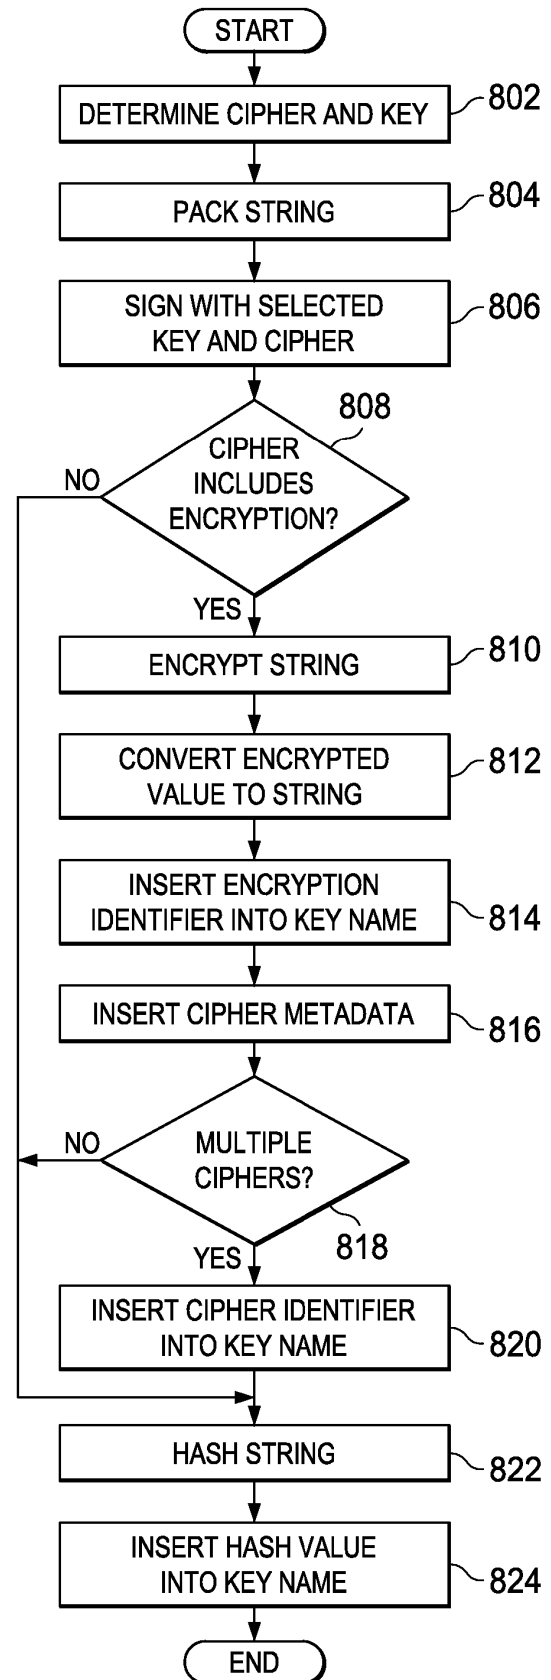 START
DETERMINE CIPHER AND KEY
802
PACK STRING
804
SIGN WITH SELECTED
KEY AND CIPHER
806
808
CIPHER
INCLUDES
ENCRYPTION?
NO
YES
ENCRYPT STRING
810
CONVERT ENCRYPTED
VALUE TO STRING
812
INSERT ENCRYPTION
IDENTIFIER INTO KEY NAME
814
INSERT CIPHER METADATA
816
NO
MULTIPLE
CIPHERS?
818
YES
INSERT CIPHER IDENTIFIER
INTO KEY NAME
820
HASH STRING
822
INSERT HASH VALUE
INTO KEY NAME
824
END